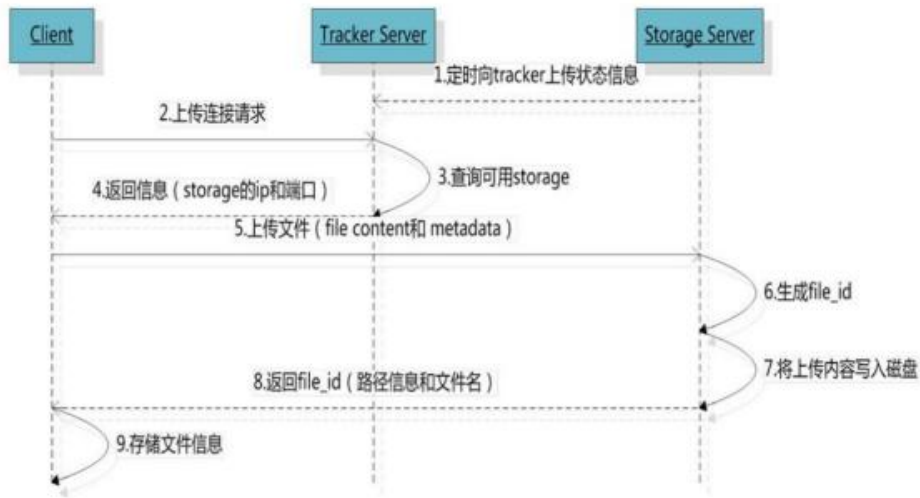 Client
Tracker Server
Storage Server
1.定时向tracker上传状态信息
2.上传连接请求
3.查询可用storage
4.返回信息（storage的ip和端口）
5.上传文件（file content和 metadata）
6.生成file_id
7.将上传内容写入磁盘
8.返回file_id（路径信息和文件名）
9.存储文件信息